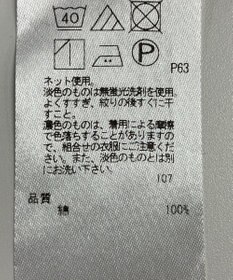 40
P
P63
ネット使用。
淡色のものは無蛍光洗剤を使用。
よくすすぎ、絞りの後すぐに干
すこと。
濃色のものは、着用による摩擦
で色落ちすることがありますの
で、組合せの衣服にご注意くださ
い。また、淡色のものとは別
にお洗い下さい。
107
品質
綿 100%